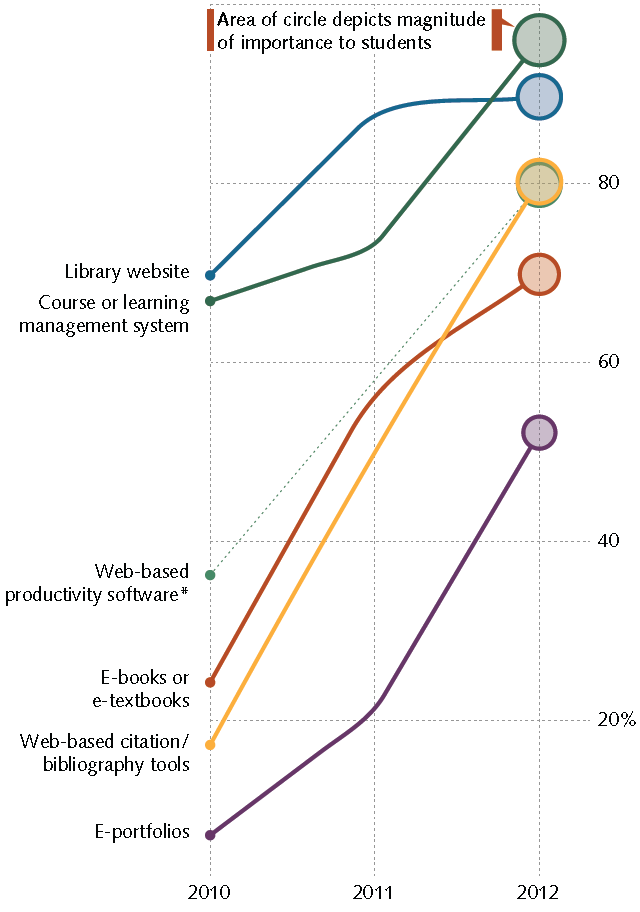 Area of circle depicts magnitude
of importance to students
80
Library website
Course or learning
management system
60
40
Web-based
productivity software*
E-books or
e-textbooks
20%
Web-based citation/
bibliography tools
E-portfolios
2010
2011
2012